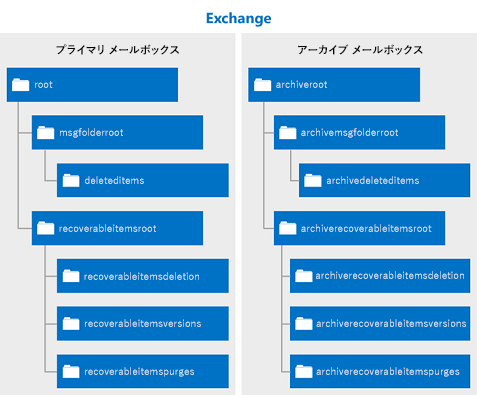 Exchange
プライマリ メールボックス
root
msgfolderroot
deleteditems
recoverableitemsroot
recoverableitemsdeletion
recoverableitemsversions
recoverableitemspurges
アーカイブ メールボックス
archiveroot
archivemsgfolderroot
archivedeleteditems
archiverecoverableitemsroot
archiverecoverableitemsdeletion
archiverecoverableitemsversions
archiverecoverableitemspurges